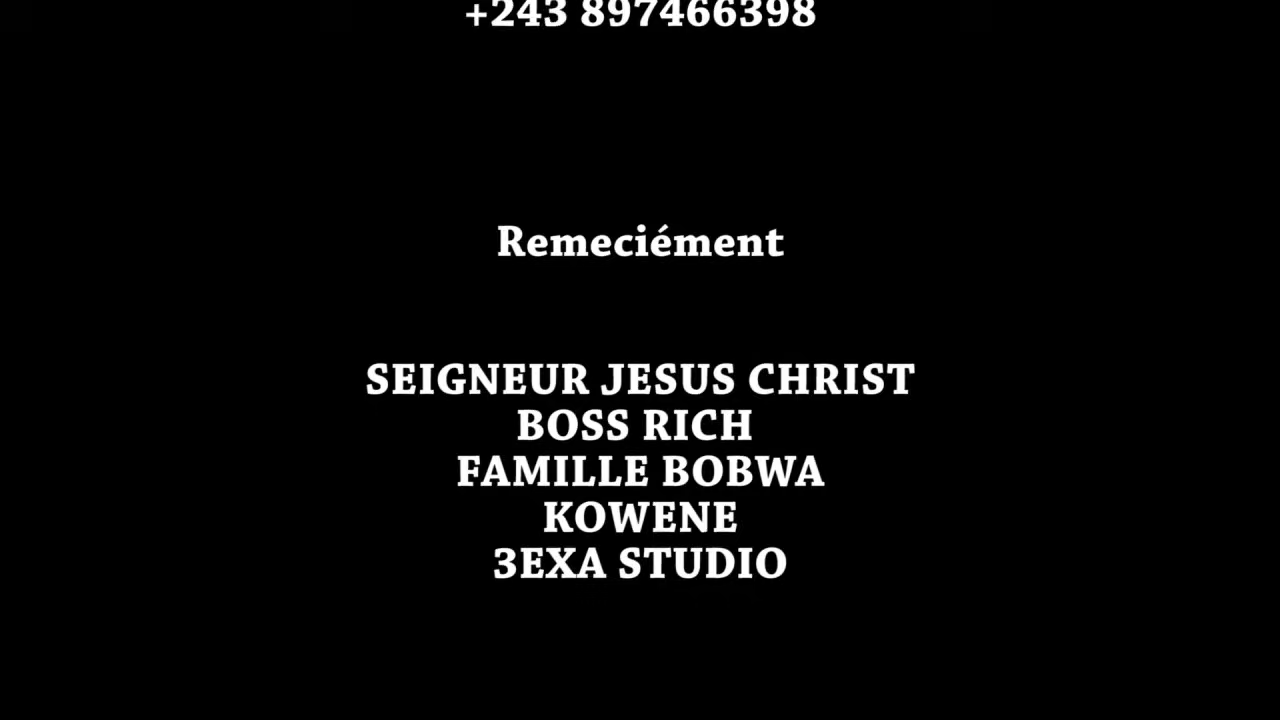 +243 897466398
Remeciément
SEIGNEUR JESUS CHRIST
BOSS RICH
FAMILLE BOBWA
KOWENE
3EXA STUDIO